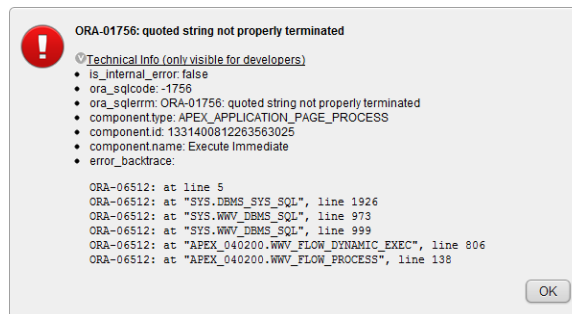 ORA-01756: quoted string not properly terminated
Technical Info (only visible for developers)
is_internal_error: false
ora_sqlcode: -1756
ora_sqlerrm: ORA-01756: quoted string not properly terminated
component.type: APEX_APPLICATION_PAGE_PROCESS
component.id: 1331400812263563025
component.name: Execute Immediate
error_backtrace:
ORA-06512: at line 5
ORA-06512: at "SYS.DBMS_SYS_SQL", line 1926
ORA-06512: at "SYS.WWV_DBMS_SQL", line 973
ORA-06512: at "SYS.WWV_DBMS_SQL", line 999
ORA-06512: at "APEX_040200.WWV_FLOW_DYNAMIC_EXEC", line 806
ORA-06512: at "APEX_040200.WWV_FLOW_PROCESS", line 138
OK